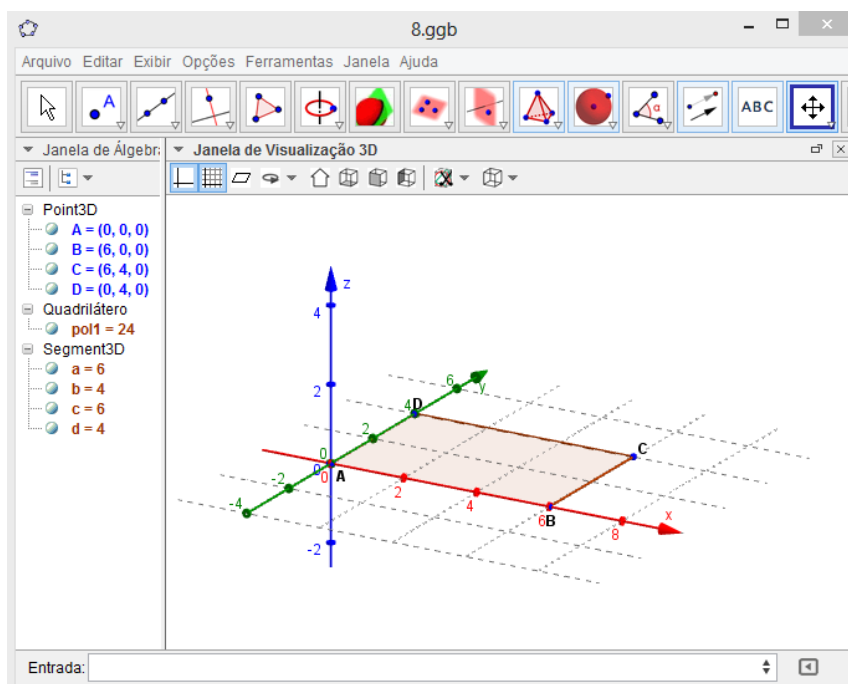 8.ggb
Arquivo Editar Exibir Opções Ferramentas Janela Ajuda
A
α
ABC
Janela de Álgebr
Janela de Visualização 3D
Point3D
A = (0, 0, 0)
B = (6, 0, 0)
C = (6, 4, 0)
D = (0, 4, 0)
Quadrilátero
pol1 = 24
Segment3D
a = 6
b = 4
c = 6
d = 4
z
4
2
6
y
4 D
2
C
0
0
0 A
-2
2
-4
4
6 B
x
8
-2
Entrada: